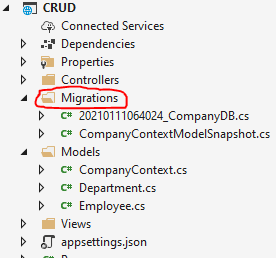 CRUD
Connected Services
Dependencies
Properties
Controllers
Migrations
C# 20210111064024_CompanyDB.cs
C# CompanyContextModelSnapshot.cs
Models
C# CompanyContext.cs
C# Department.cs
C# Employee.cs
Views
appsettings.json